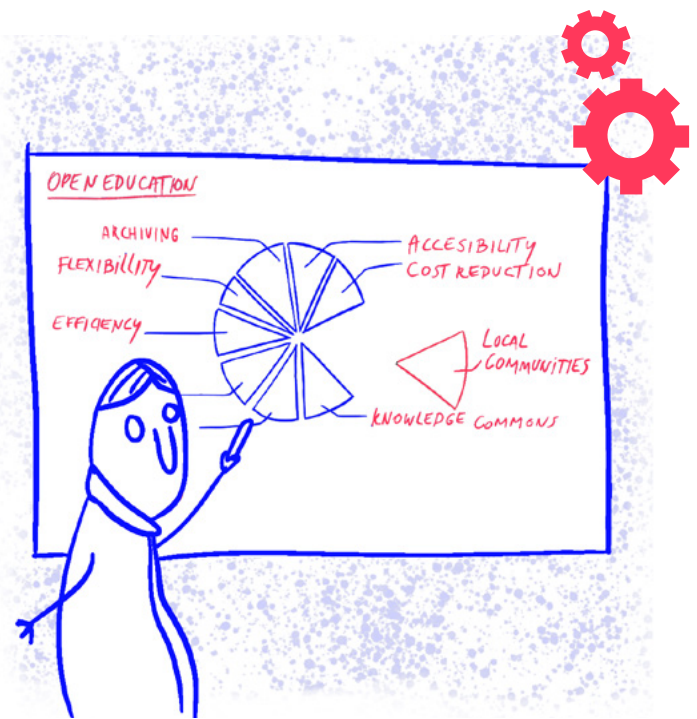 OPEN EDUCATION
ARCHIVING
FLEXIBILLITY
EFFICIENCY
ACCESIBILITY
COST REDUCTION
LOCAL
COMMUNITIES
KNOWLEDGE COMMONS